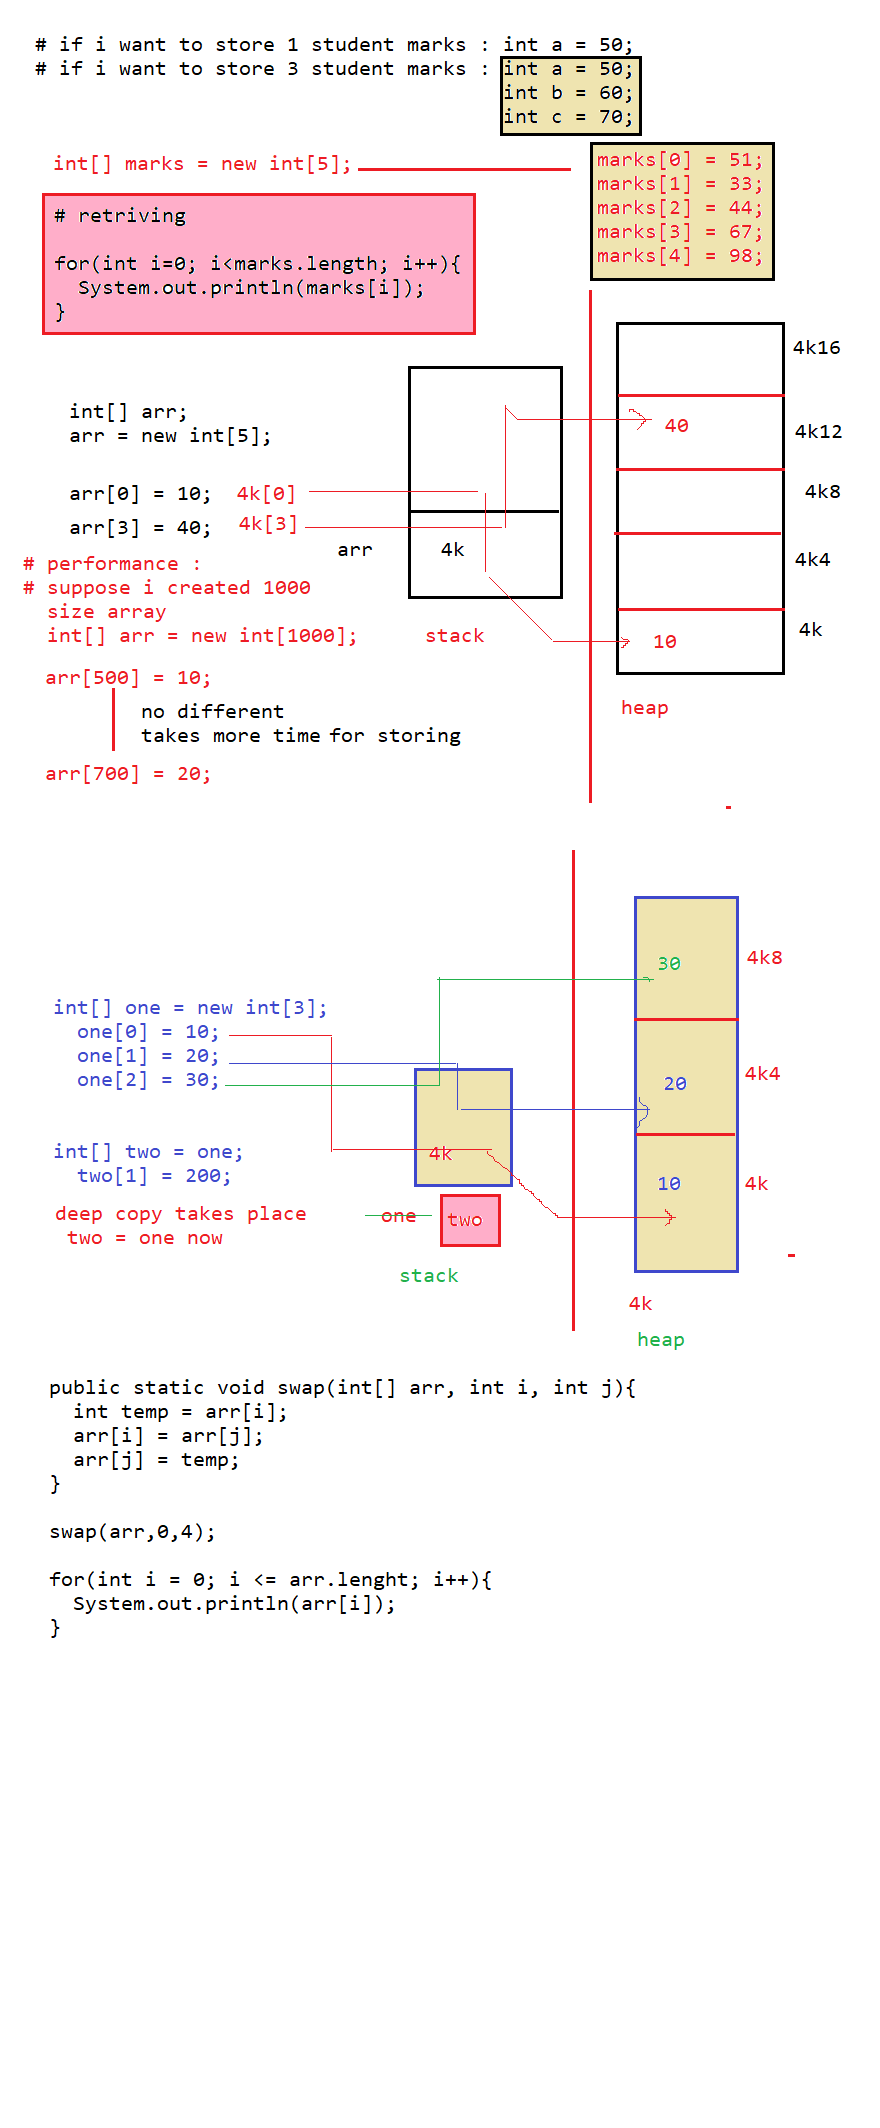 # if i want to store 1 student marks : int a = 50;
# if i want to store 3 student marks : int a = 50;
int b = 60;
int c = 70;
int[] marks = new int[5];
marks[0] = 51;
marks[1] = 33;
marks[2] = 44;
marks[3] = 67;
marks[4] = 98;
# retriving
for(int i=0; i<marks.length; i++){
System.out.println(marks[i]);
}
int[] arr;
arr = new int[5];
arr[0] = 10; 4k[0]
arr[3] = 40; 4k[3]
arr 4k
stack
4k16
40 4k12
4k8
4k4
10 4k
heap
# performance :
# suppose i created 1000
size array
int[] arr = new int[1000];
arr[500] = 10;
no different
takes more time for storing
arr[700] = 20;
int[] one = new int[3];
one[0] = 10;
one[1] = 20;
one[2] = 30;
int[] two = one;
two[1] = 200;
deep copy takes place
two = one now
4k
one two
stack
30 4k8
20 4k4
10 4k
4k
heap
public static void swap(int[] arr, int i, int j){
int temp = arr[i];
arr[i] = arr[j];
arr[j] = temp;
}
swap(arr,0,4);
for(int i = 0; i <= arr.lenght; i++){
System.out.println(arr[i]);
}